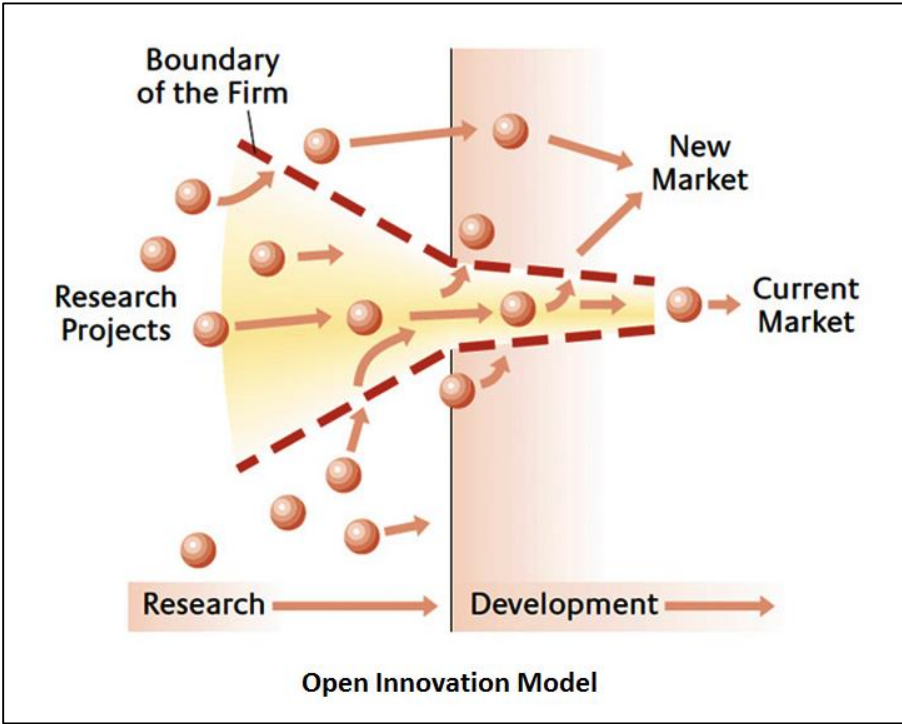 Boundary
of the Firm
New
Market
Research
Projects
Current
Market
Research
Development
Open Innovation Model